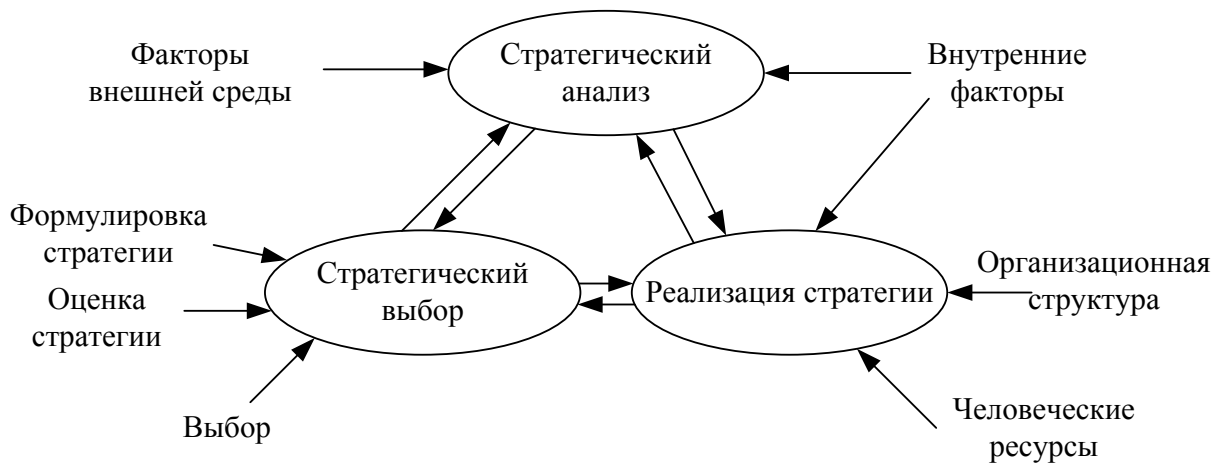 Факторы
внешней среды
Стратегический
анализ
Внутренние
факторы
Формулировка
стратегии
Оценка
стратегии
Выбор
Стратегический
выбор
Реализация стратегии
Организационная
структура
Человеческие
ресурсы